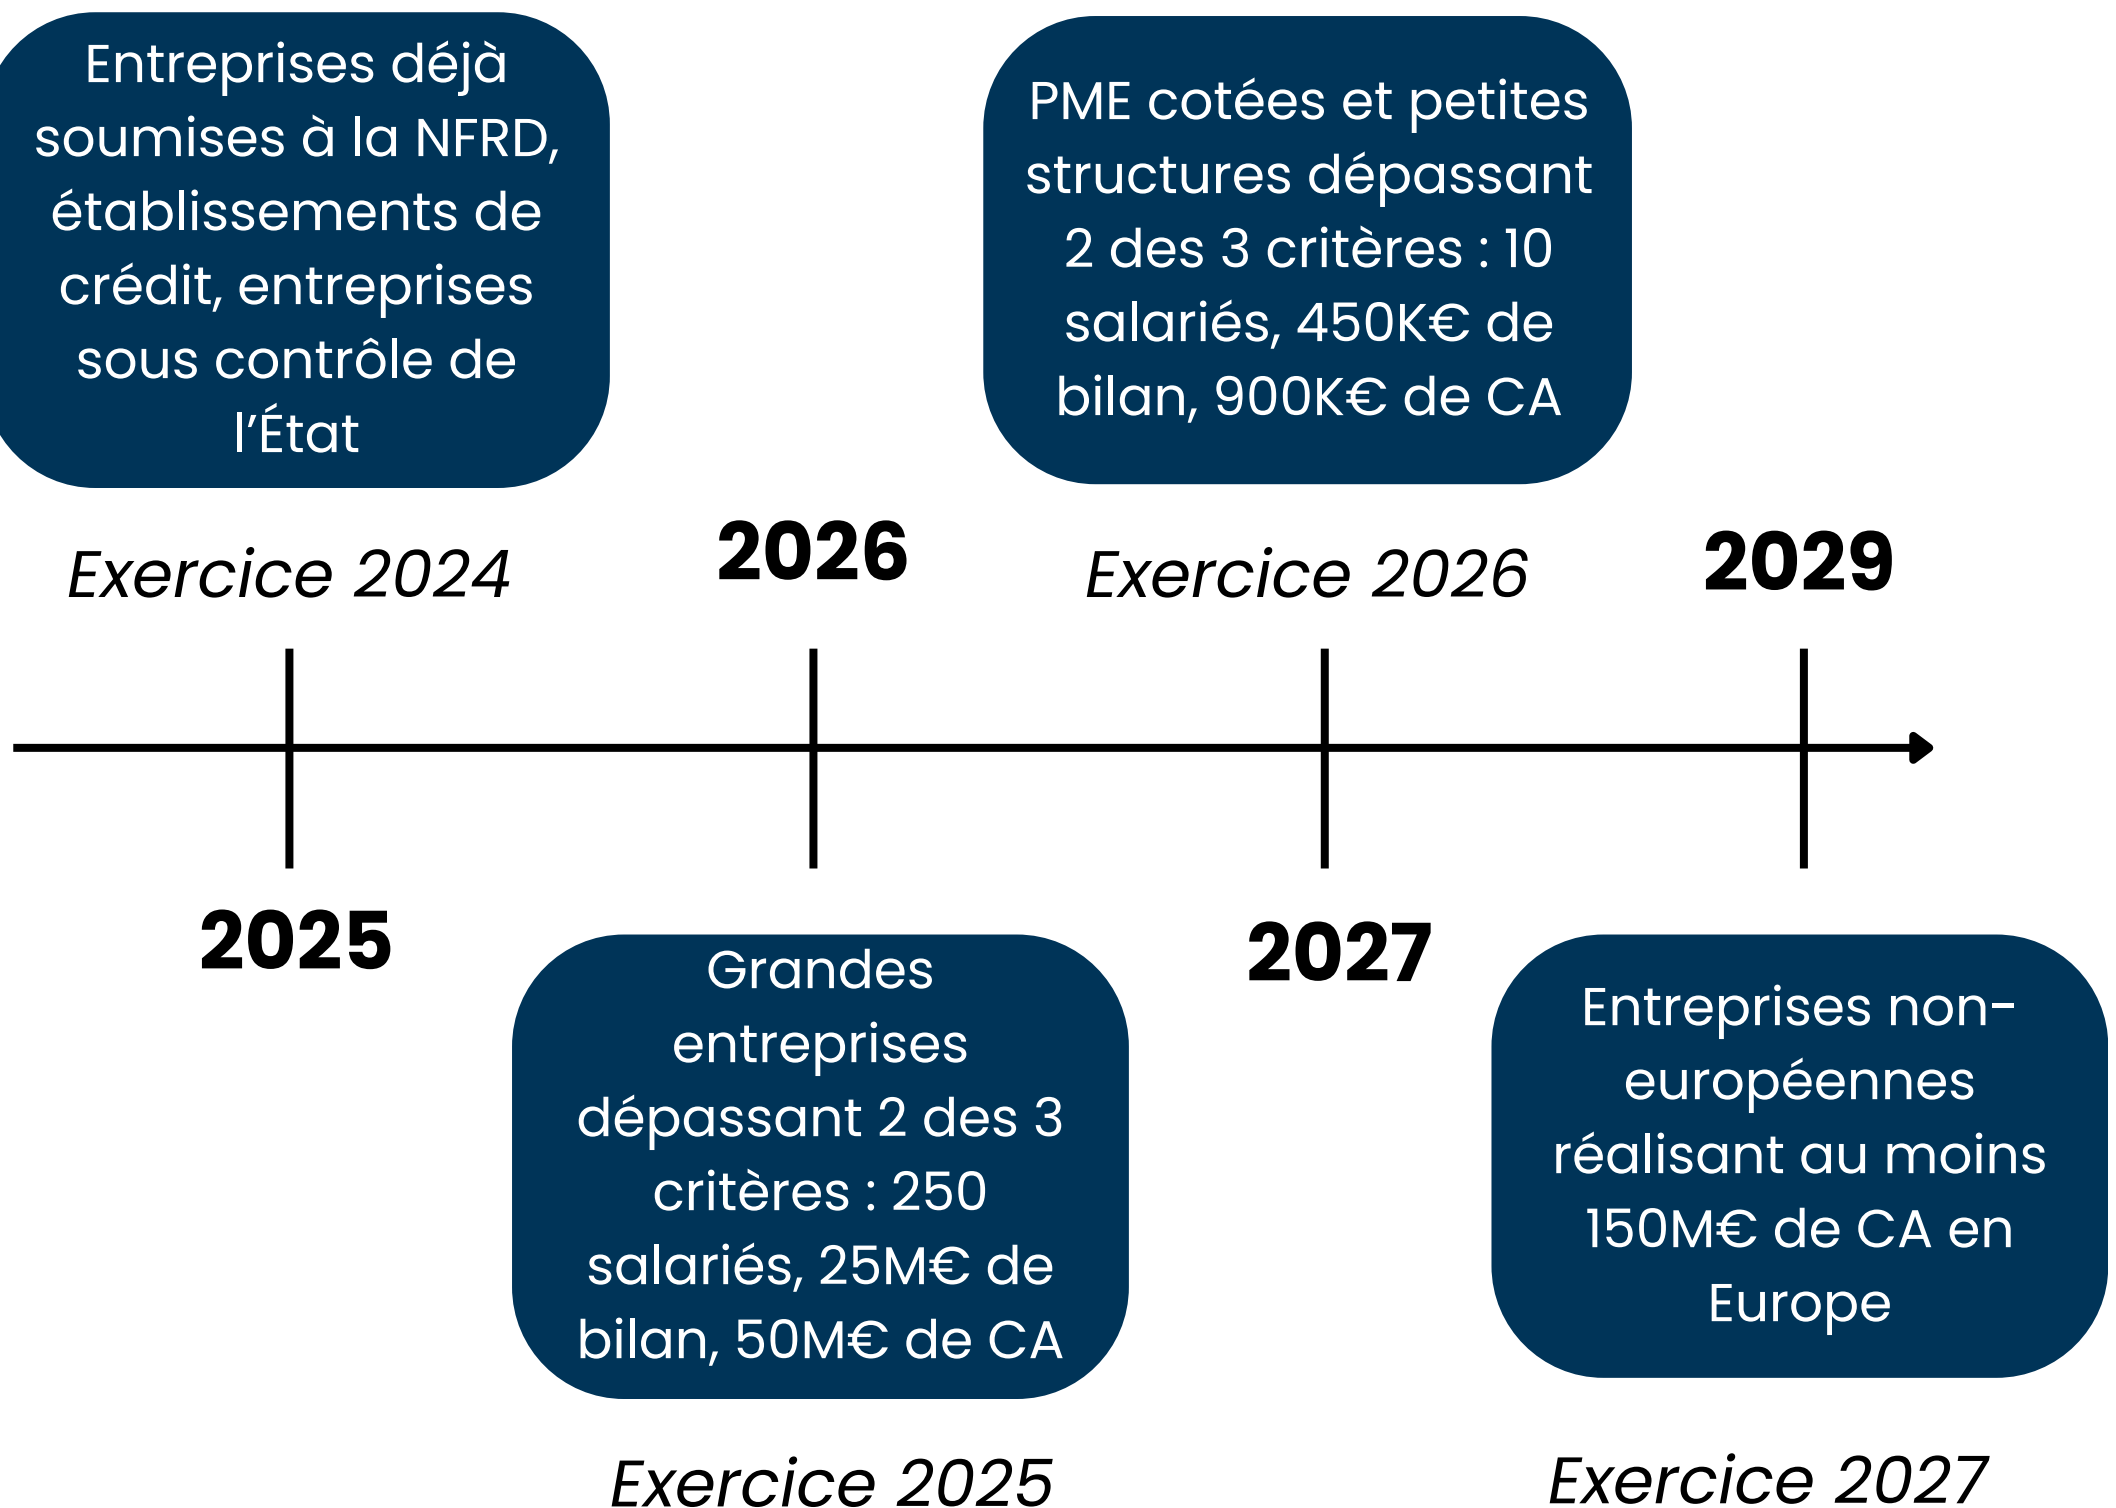 Entreprises déjà
soumises à la NFRD,
établissements de
crédit, entreprises
sous contrôle de
l'État
Exercice 2024
2025
2026
Grandes
entreprises
dépassant 2 des 3
critères : 250
salariés, 25M€ de
bilan, 50M€ de CA
Exercice 2025
PME cotées et petites
structures dépassant
2 des 3 critères : 10
salariés, 450K€ de
bilan, 900K€ de CA
Exercice 2026
2027
2029
Entreprises non-
européennes
réalisant au moins
150M€ de CA en
Europe
Exercice 2027